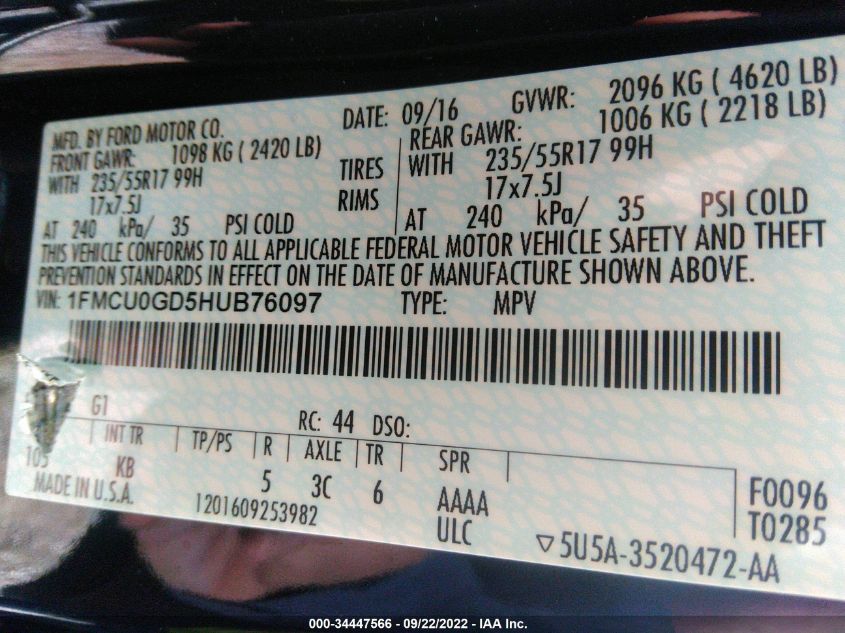 MFD. BY FORD MOTOR CO. DATE: 09/16 GVWR: 2096 KG ( 4620 LB)
FRONT GAWR: 1098 KG ( 2420 LB) REAR GAWR: 1006 KG ( 2218 LB)
WITH 235/55R17 99H TIRES WITH 235/55R17 99H
17x7.5J RIMS 17x7.5J
AT 240 kPa/ 35 PSI COLD AT 240 kPa/ 35 PSI COLD
THIS VEHICLE CONFORMS TO ALL APPLICABLE FEDERAL MOTOR VEHICLE SAFETY AND THEFT
PREVENTION STANDARDS IN EFFECT ON THE DATE OF MANUFACTURE SHOWN ABOVE.
VIN: 1FMCU0GD5HUB76097 TYPE: MPV
G1 RC: 44 DSO:
INT TR TP/PS R AXLE TR SPR
KB 5 3C 6 AAAA F0096
MADE IN U.S.A. 1201609253982 ULC T0285
5U5A-3520472-AA
000-34447566 - 09/22/2022 - IAA Inc.